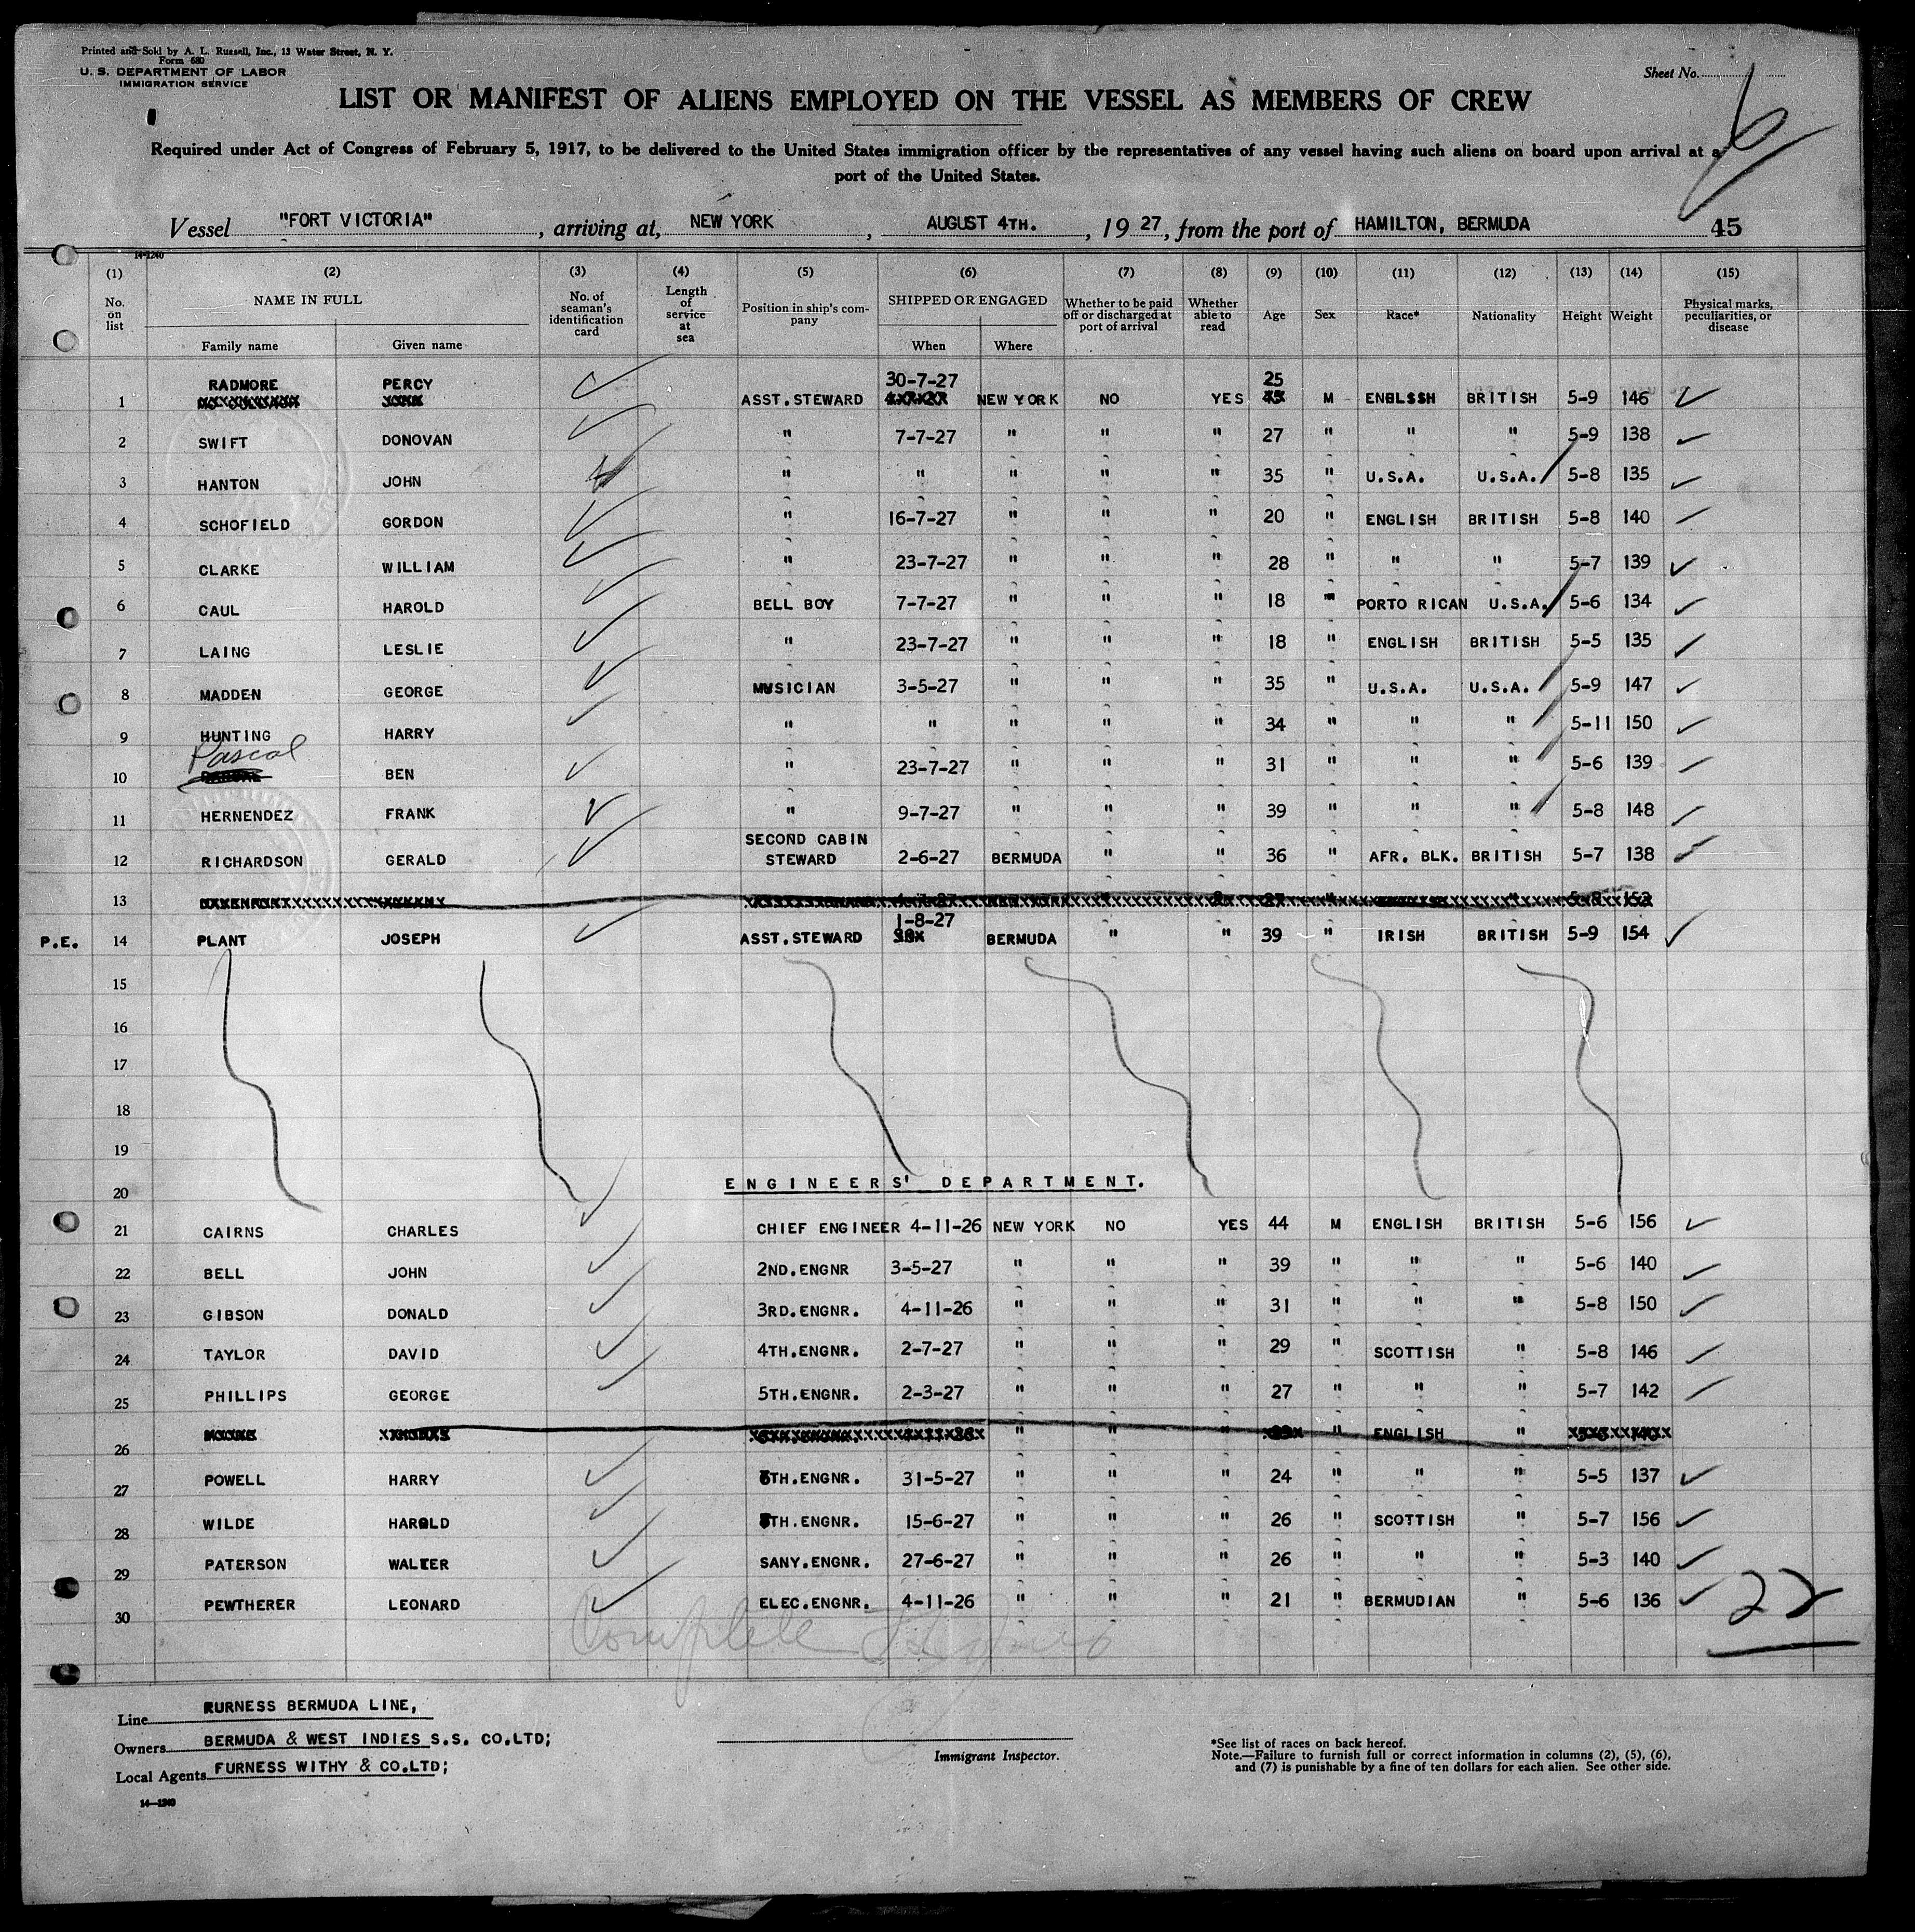 Printed and Sold by A. L. Russell, Inc., 13 Water Street, N. Y.
Form 680
U. S. DEPARTMENT OF LABOR
IMMIGRATION SERVICE
Sheet No. 6
LIST OR MANIFEST OF ALIENS EMPLOYED ON THE VESSEL AS MEMBERS OF CREW
Required under Act of Congress of February 5, 1917, to be delivered to the United States immigration officer by the representatives of any vessel having such aliens on board upon arrival at a
port of the United States.
Vessel "FORT VICTORIA", arriving at, NEW YORK, AUGUST 4TH., 1927, from the port of HAMILTON, BERMUDA 45
14-1240
(1) (2) (3) (4) (5) (6) (7) (8) (9) (10) (11) (12) (13) (14) (15)
No. on list NAME IN FULL Family name Given name No. of seaman's identification card Length of service at sea Position in ship's company SHIPPED OR ENGAGED When Where Whether to be paid off or discharged at port of arrival Whether able to read Age Sex Race* Nationality Height Weight Physical marks, peculiarities, or disease
RADMORE PERCY 30-7-27 25
1 ASST. STEWARD NEW YORK NO YES M ENBLSSH BRITISH 5-9 146
2 SWIFT DONOVAN " 7-7-27 " " " 27 " " " 5-9 138
3 HANTON JOHN " " " " " 35 " U.S.A. U.S.A. 5-8 135
4 SCHOFIELD GORDON " 16-7-27 " " " 20 " ENGLISH BRITISH 5-8 140
5 CLARKE WILLIAM " 23-7-27 " " " 28 " " " 5-7 139
6 CAUL HAROLD BELL BOY 7-7-27 " " " 18 " PORTO RICAN U.S.A. 5-6 134
7 LAING LESLIE " 23-7-27 " " " 18 " ENGLISH BRITISH 5-5 135
8 MADDEN GEORGE MUSICIAN 3-5-27 " " " 35 " U.S.A. U.S.A. 5-9 147
9 HUNTING HARRY " " " " " 34 " " " 5-11 150
Pascal
10 BEN " 23-7-27 " " " 31 " " " 5-6 139
11 HERNENDEZ FRANK " 9-7-27 " " " 39 " " " 5-8 148
SECOND CABIN
12 RICHARDSON GERALD STEWARD 2-6-27 BERMUDA " " 36 " AFR. BLK. BRITISH 5-7 138
13
1-8-27
P.E. 14 PLANT JOSEPH ASST. STEWARD BERMUDA " " 39 " IRISH BRITISH 5-9 154
15
16
17
18
19
ENGINEERS' DEPARTMENT.
20
21 CAIRNS CHARLES CHIEF ENGINEER 4-11-26 NEW YORK NO YES 44 M ENGLISH BRITISH 5-6 156
22 BELL JOHN 2ND. ENGNR 3-5-27 " " " 39 " " " 5-6 140
23 GIBSON DONALD 3RD. ENGNR. 4-11-26 " " " 31 " " " 5-8 150
24 TAYLOR DAVID 4TH. ENGNR. 2-7-27 " " " 29 " SCOTTISH " 5-8 146
25 PHILLIPS GEORGE 5TH. ENGNR. 2-3-27 " " " 27 " " " 5-7 142
26 " " " " ENGLISH "
27 POWELL HARRY 6TH. ENGNR. 31-5-27 " " " 24 " " " 5-5 137
28 WILDE HAROLD TH. ENGNR. 15-6-27 " " " 26 " SCOTTISH " 5-7 156
29 PATERSON WALTER SANY. ENGNR. 27-6-27 " " " 26 " " " 5-3 140
30 PEWTHERER LEONARD ELEC. ENGNR. 4-11-26 " " " 21 " BERMUDIAN " 5-6 136
22
Complete
Line FURNESS BERMUDA LINE,
Owners BERMUDA & WEST INDIES S.S. CO.LTD;
Local Agents FURNESS WITHY & CO.LTD;
14-1240
Immigrant Inspector.
*See list of races on back hereof.
Note.—Failure to furnish full or correct information in columns (2), (5), (6),
and (7) is punishable by a fine of ten dollars for each alien. See other side.